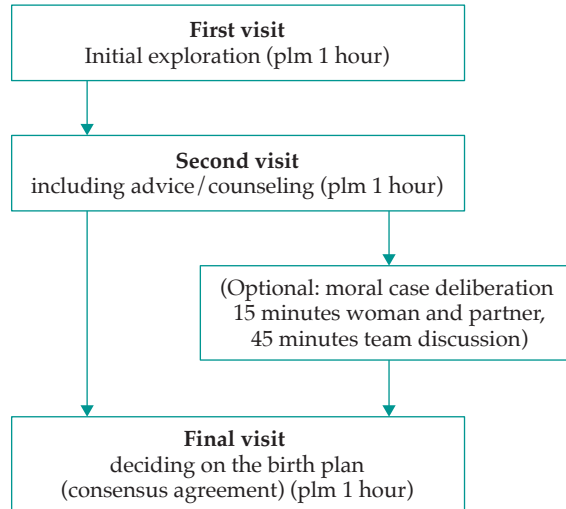 First visit
Initial exploration (plm 1 hour)
Second visit
including advice/counseling (plm 1 hour)
(Optional: moral case deliberation
15 minutes woman and partner,
45 minutes team discussion)
Final visit
deciding on the birth plan
(consensus agreement) (plm 1 hour)